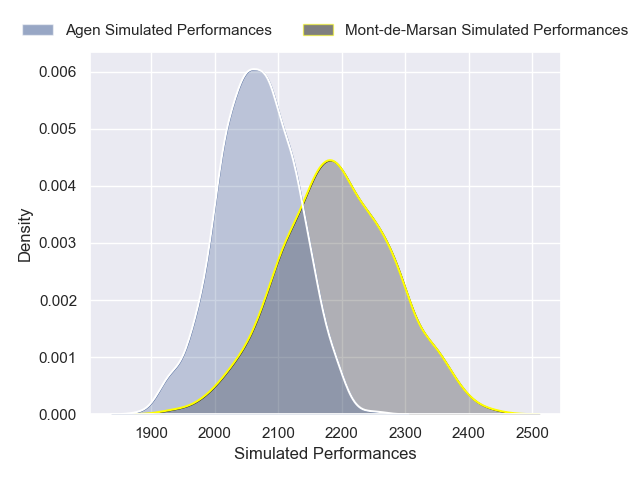 Agen Simulated Performances
Mont-de-Marsan Simulated Performances
0.006
0.005
0.004
0.003
0.002
0.001
0.000
Density
1900 2000 2100 2200 2300 2400 2500
Simulated Performances